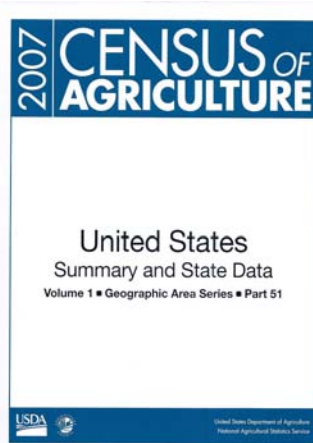 2007
CENSUS OF
AGRICULTURE
United States
Summary and State Data
Volume 1 ■ Geographic Area Series ■ Part 51
USDA
United States Department of Agriculture
National Agricultural Statistics Service